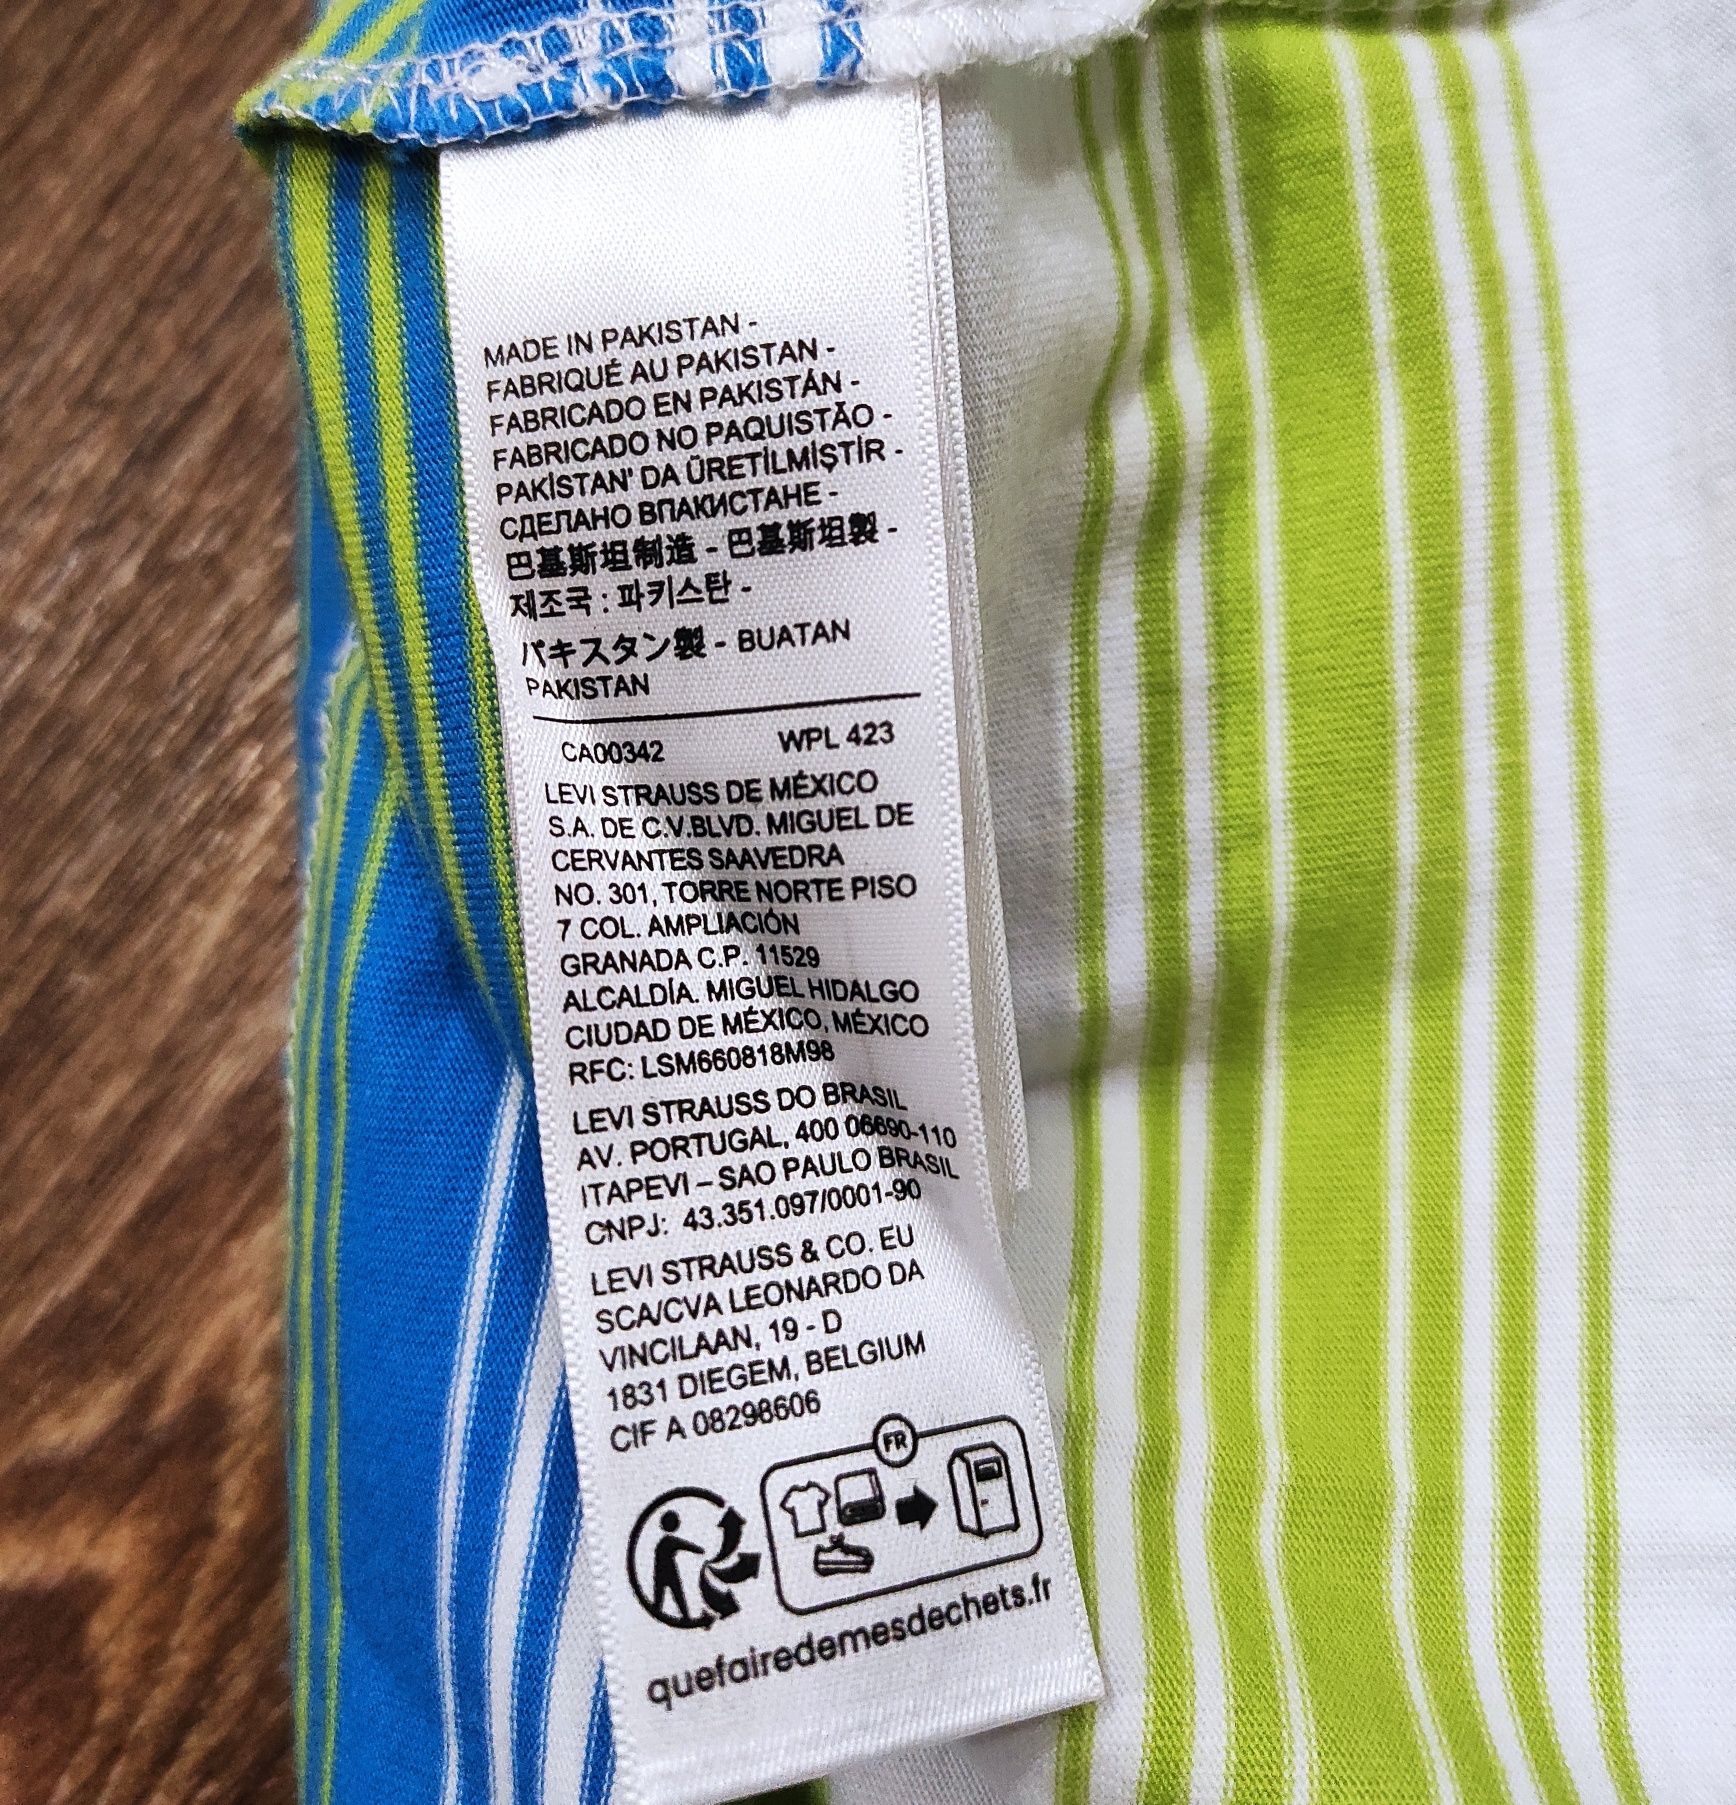 MADE IN PAKISTAN -
FABRIQUÉ AU PAKISTAN -
FABRICADO EN PAKISTÁN -
FABRICADO NO PAQUISTÃO -
PAKİSTAN' DA ÜRETİLMİŞTİR -
СДЕЛАНО ВПАКИСТАНЕ -
巴基斯坦制造 - 巴基斯坦製 -
제조국 : 파키스탄 -
パキスタン製 - BUATAN
PAKISTAN
CA00342 WPL 423
LEVI STRAUSS DE MÉXICO
S.A. DE C.V.BLVD. MIGUEL DE
CERVANTES SAAVEDRA
NO. 301, TORRE NORTE PISO
7 COL. AMPLIACIÓN
GRANADA C.P. 11529
ALCALDÍA. MIGUEL HIDALGO
CIUDAD DE MÉXICO, MÉXICO
RFC: LSM660818M98
LEVI STRAUSS DO BRASIL
AV. PORTUGAL, 400 06690-110
ITAPEVI – SAO PAULO BRASIL
CNPJ: 43.351.097/0001-90
LEVI STRAUSS & CO. EU
SCA/CVA LEONARDO DA
VINCILAAN, 19 - D
1831 DIEGEM, BELGIUM
CIF A 08298606
FR
quefairedemesdechets.fr